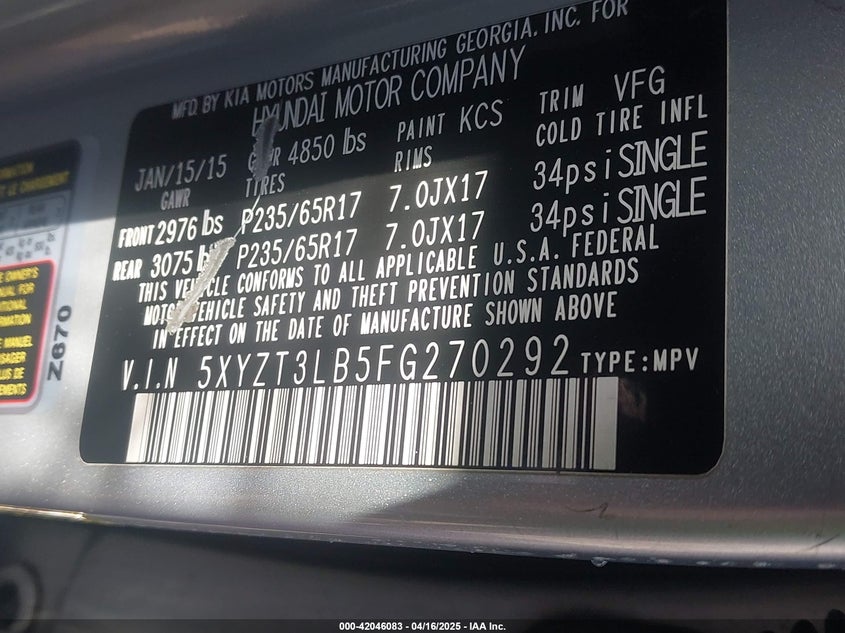 MFD. BY KIA MOTORS MANUFACTURING GEORGIA, INC. FOR
HYUNDAI MOTOR COMPANY
JAN/15/15 GVWR 4850 lbs PAINT KCS TRIM VFG
GAWR TIRES RIMS COLD TIRE INFL
FRONT 2976 lbs P235/65R17 7.0JX17 34psi SINGLE
REAR 3075 P235/65R17 7.0JX17 34psi SINGLE
THIS VEHICLE CONFORMS TO ALL APPLICABLE U.S.A. FEDERAL
MOTOR VEHICLE SAFETY AND THEFT PREVENTION STANDARDS
IN EFFECT ON THE DATE OF MANUFACTURE SHOWN ABOVE
V.I.N 5XYZT3LB5FG270292 TYPE:MPV
Z670
000-42046083 - 04/16/2025 - IAA Inc.